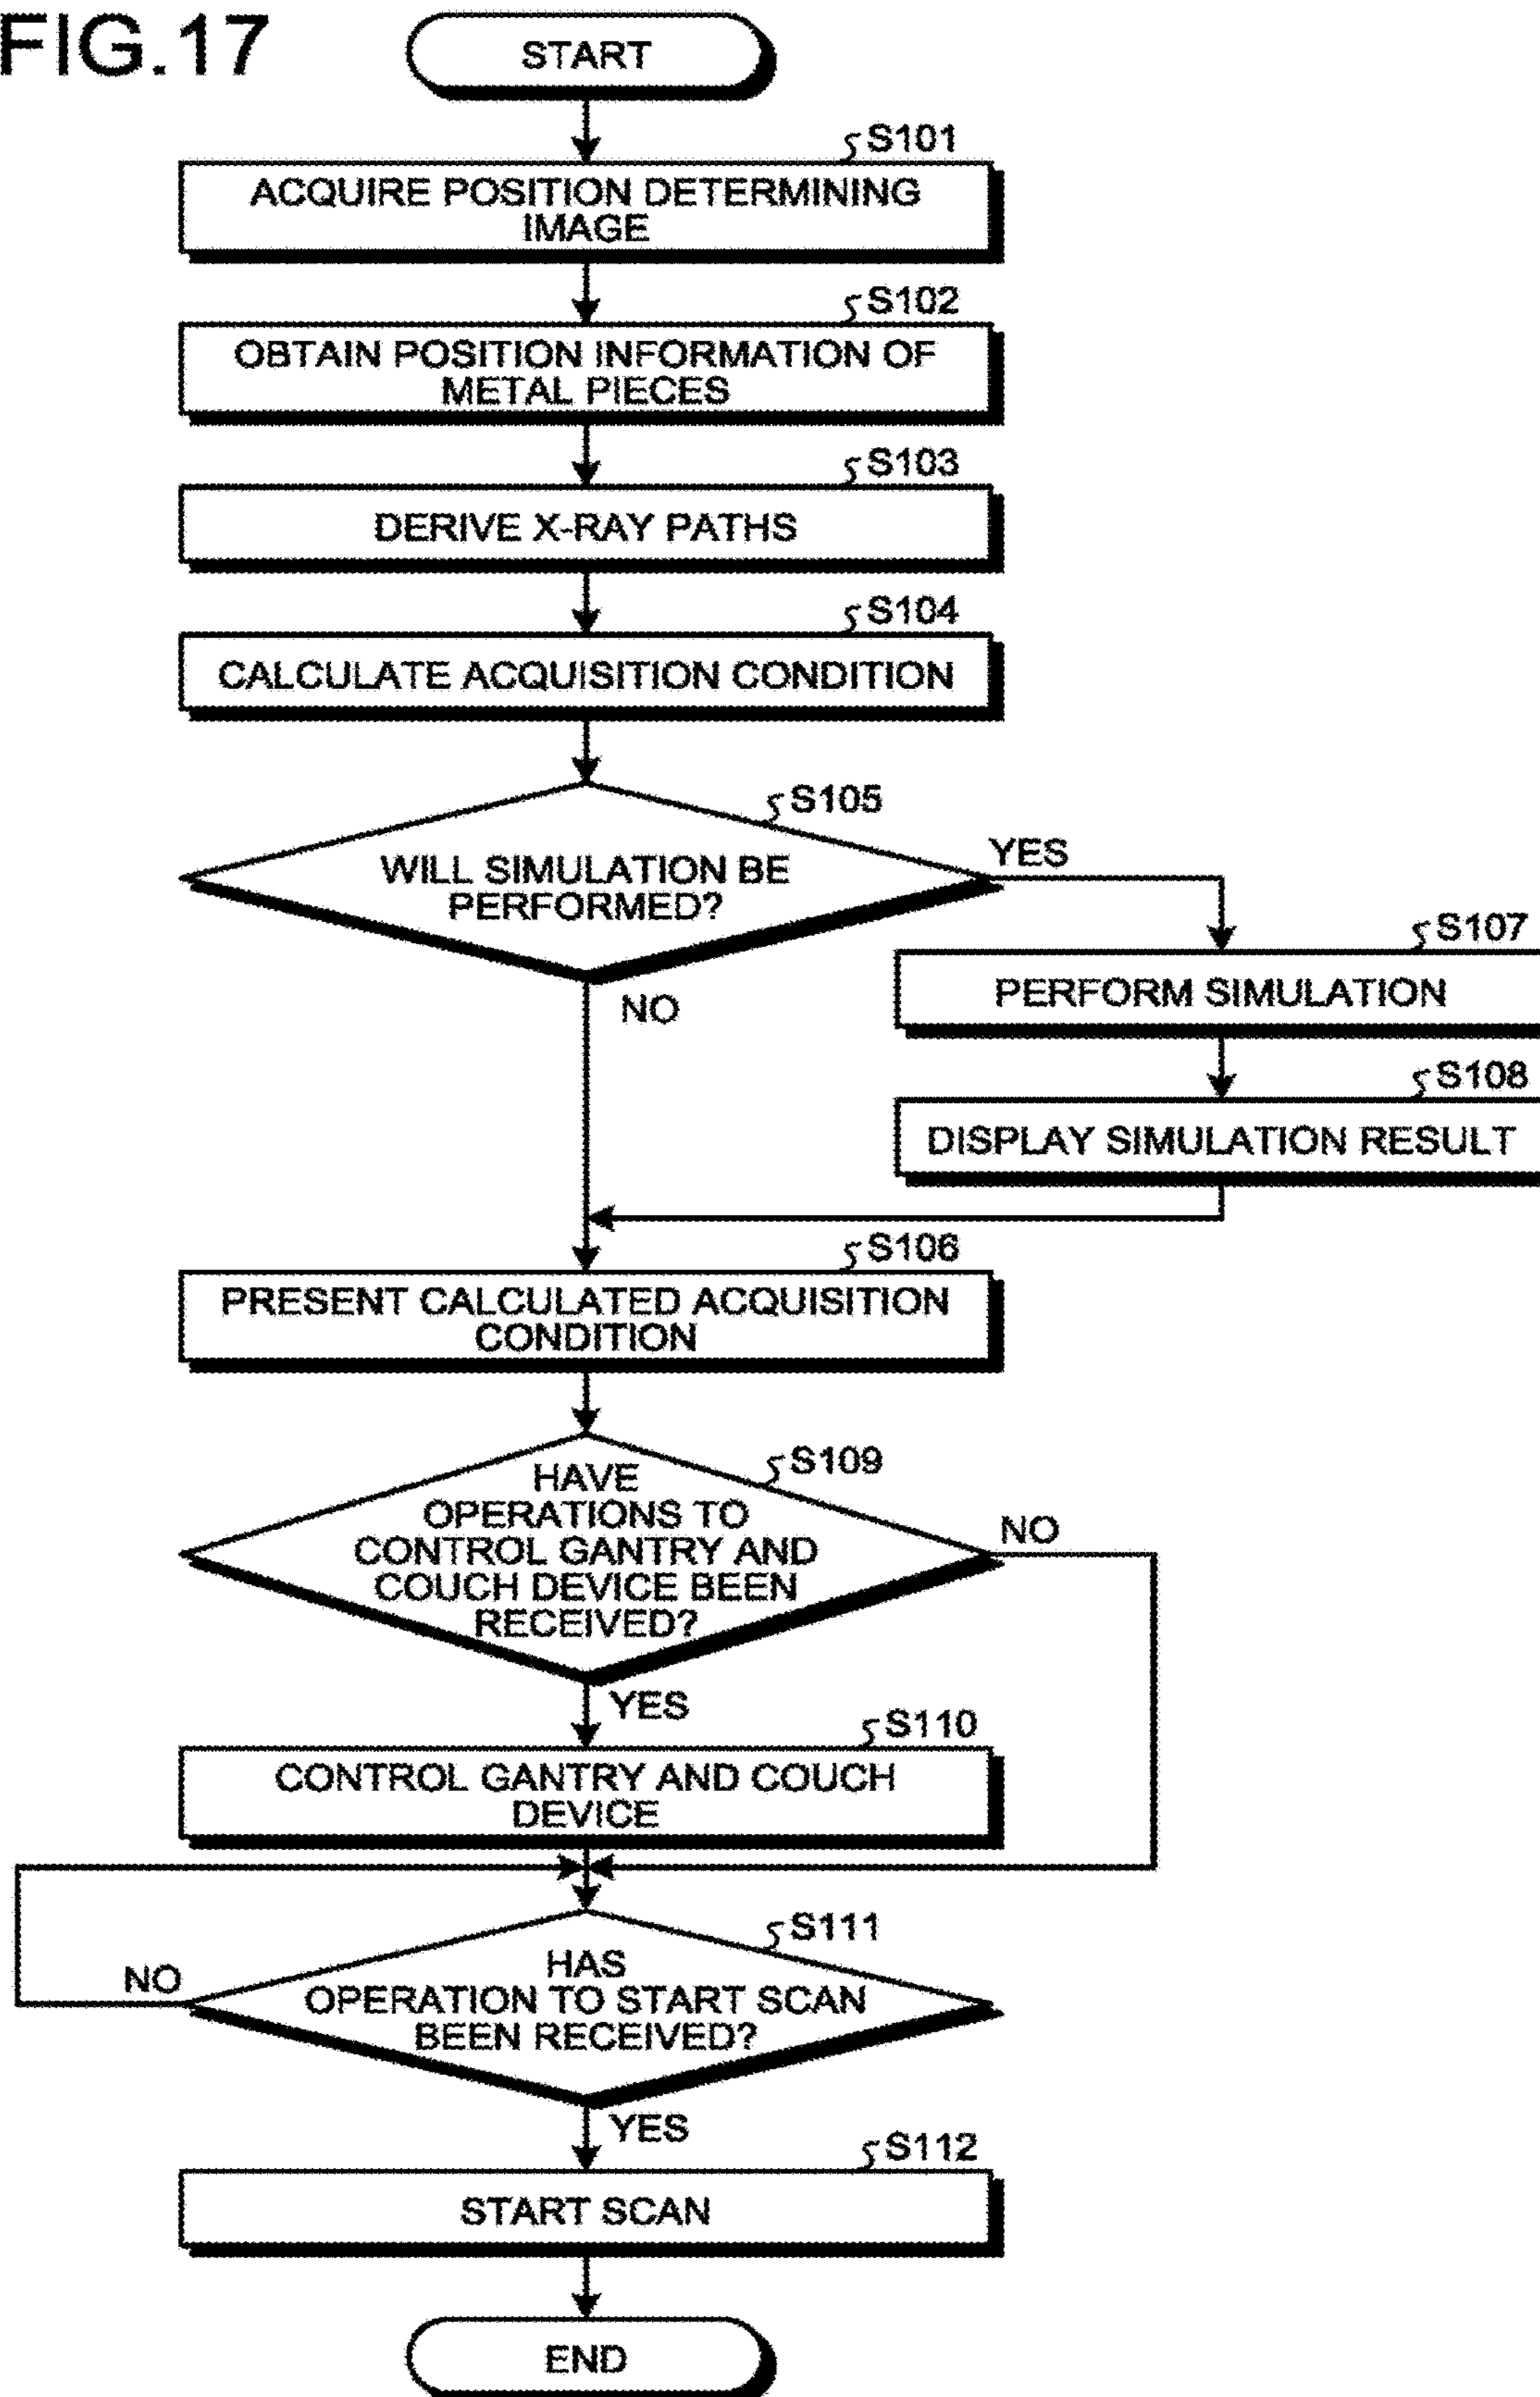 FIG.17
START
S101
ACQUIRE POSITION DETERMINING
IMAGE
S102
OBTAIN POSITION INFORMATION OF
METAL PIECES
S103
DERIVE X-RAY PATHS
S104
CALCULATE ACQUISITION CONDITION
S105
WILL SIMULATION BE
PERFORMED?
YES
NO
S107
PERFORM SIMULATION
S108
DISPLAY SIMULATION RESULT
S106
PRESENT CALCULATED ACQUISITION
CONDITION
S109
HAVE
OPERATIONS TO
CONTROL GANTRY AND
COUCH DEVICE BEEN
RECEIVED?
NO
YES
S110
CONTROL GANTRY AND COUCH
DEVICE
S111
HAS
OPERATION TO START SCAN
BEEN RECEIVED?
NO
YES
S112
START SCAN
END